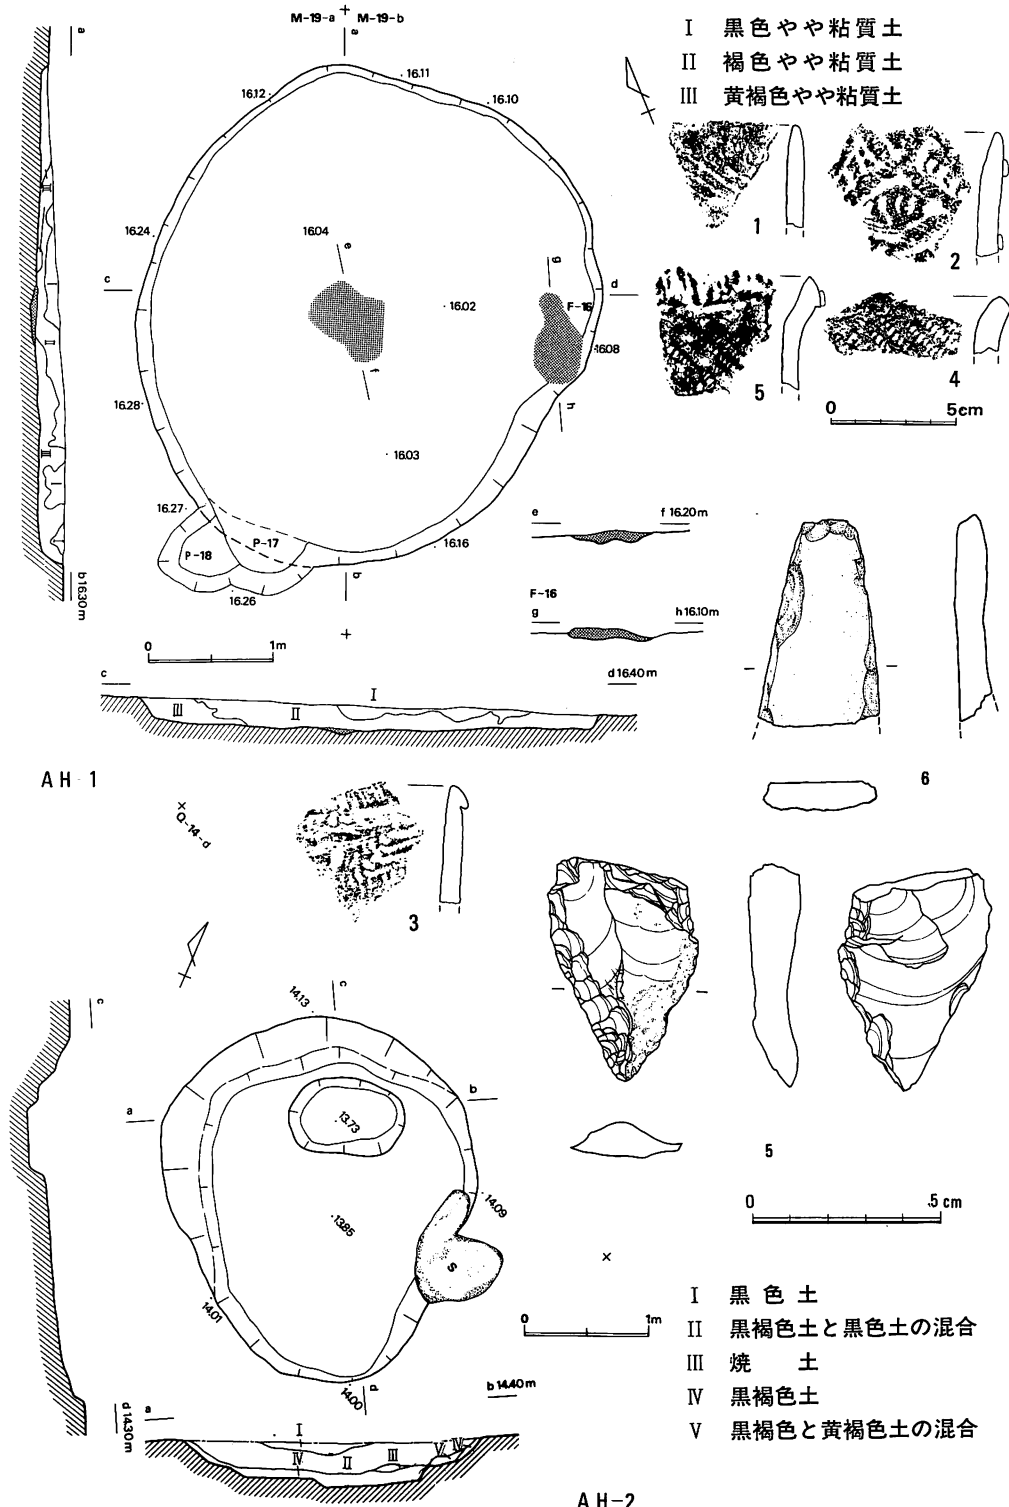 M-19-a M-19-b
a
a
16.12
16.11
16.10
16.24
16.04
e
g
c
d
F-16
16.02
16.08
f
h
16.28
16.03
16.27
P-18
P-17
16.16
16.26
b
b 16.30m
0 1m
I
II
III
I
c
d 16.40m
III II I
AH-1
I 黒色やや粘質土
II 褐色やや粘質土
III 黄褐色やや粘質土
1
2
5
4
0 5cm
e f 16.20m
F-16
g h 16.10m
6
O-14-d
3
5
0 5cm
c
c
14.13
a
b
13.73
14.09
13.85
S
14.01
14.00
d
0 1m
d 14.30m
a
b 14.40m
I
IV II III V IV
I 黒色土
II 黒褐色土と黒色土の混合
III 焼土
IV 黒褐色土
V 黒褐色と黄褐色土の混合
AH-2